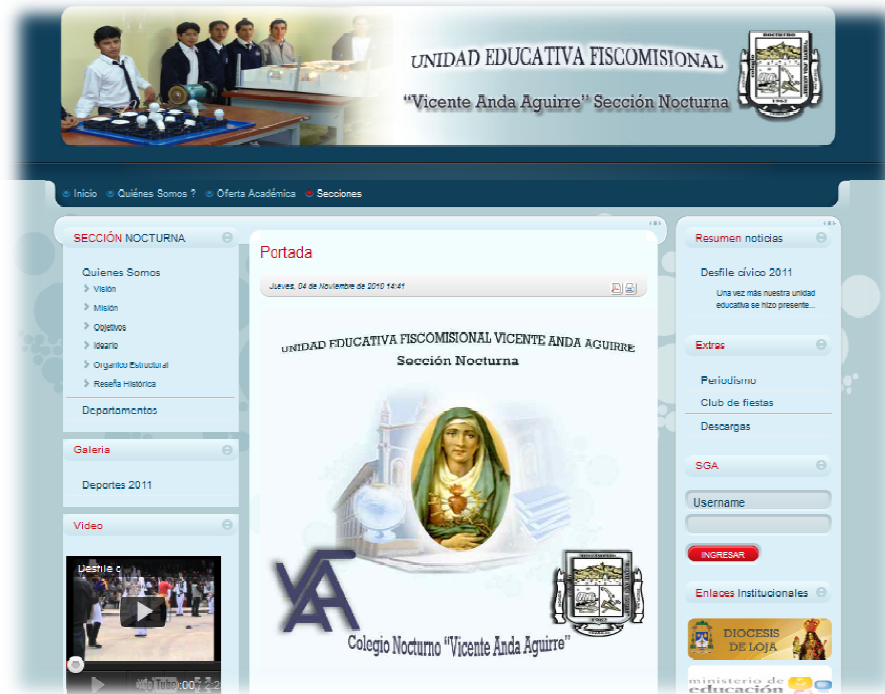 UNIDAD EDUCATIVA FISCOMISIONAL
“Vicente Anda Aguirre” Sección Nocturna
NOCTURNO
1962
Inicio
Quiénes Somos ?
Oferta Académica
Secciones
SECCIÓN NOCTURNA
Quienes Somos
Visión
Misión
Objetivos
Ideario
Organico Estructural
Reseña Histórica
Departamentos
Galeria
Deportes 2011
Video
Desfile c
Portada
Jueves, 04 de Noviembre de 2010 14:41
UNIDAD EDUCATIVA FISCOMISIONAL VICENTE ANDA AGUIRRE
Sección Nocturna
VAA
1962
Colegio Nocturno “Vicente Anda Aguirre”
Resumen noticias
Desfile cívico 2011
Una vez más nuestra unidad
educativa se hizo presente...
Extras
Periodismo
Club de fiestas
Descargas
SGA
Username
INGRESAR
Enlaces Institucionales
DIOCESIS
DE LOJA
ministerio de
educación